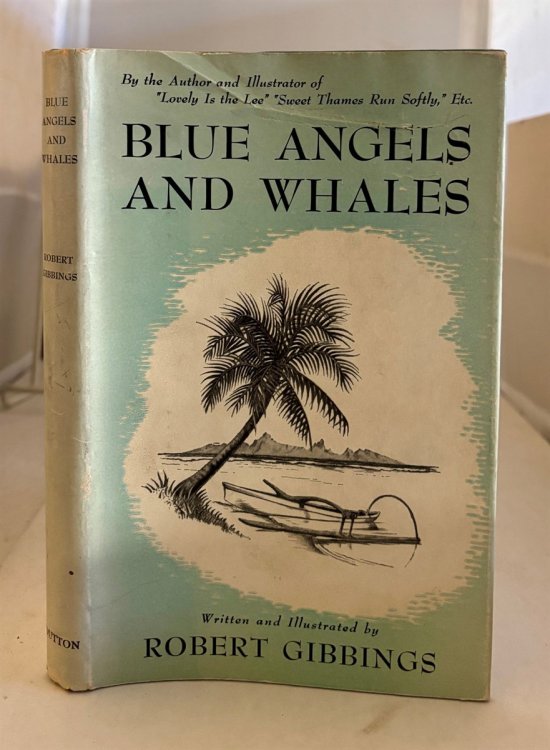 By the Author and Illustrator of
"Lovely Is the Lee" "Sweet Thames Run Softly," Etc.
BLUE ANGELS
AND WHALES
Written and Illustrated by
ROBERT GIBBINGS
BLUE
ANGELS
AND
WHALES
ROBERT
GIBBINGS
DUTTON